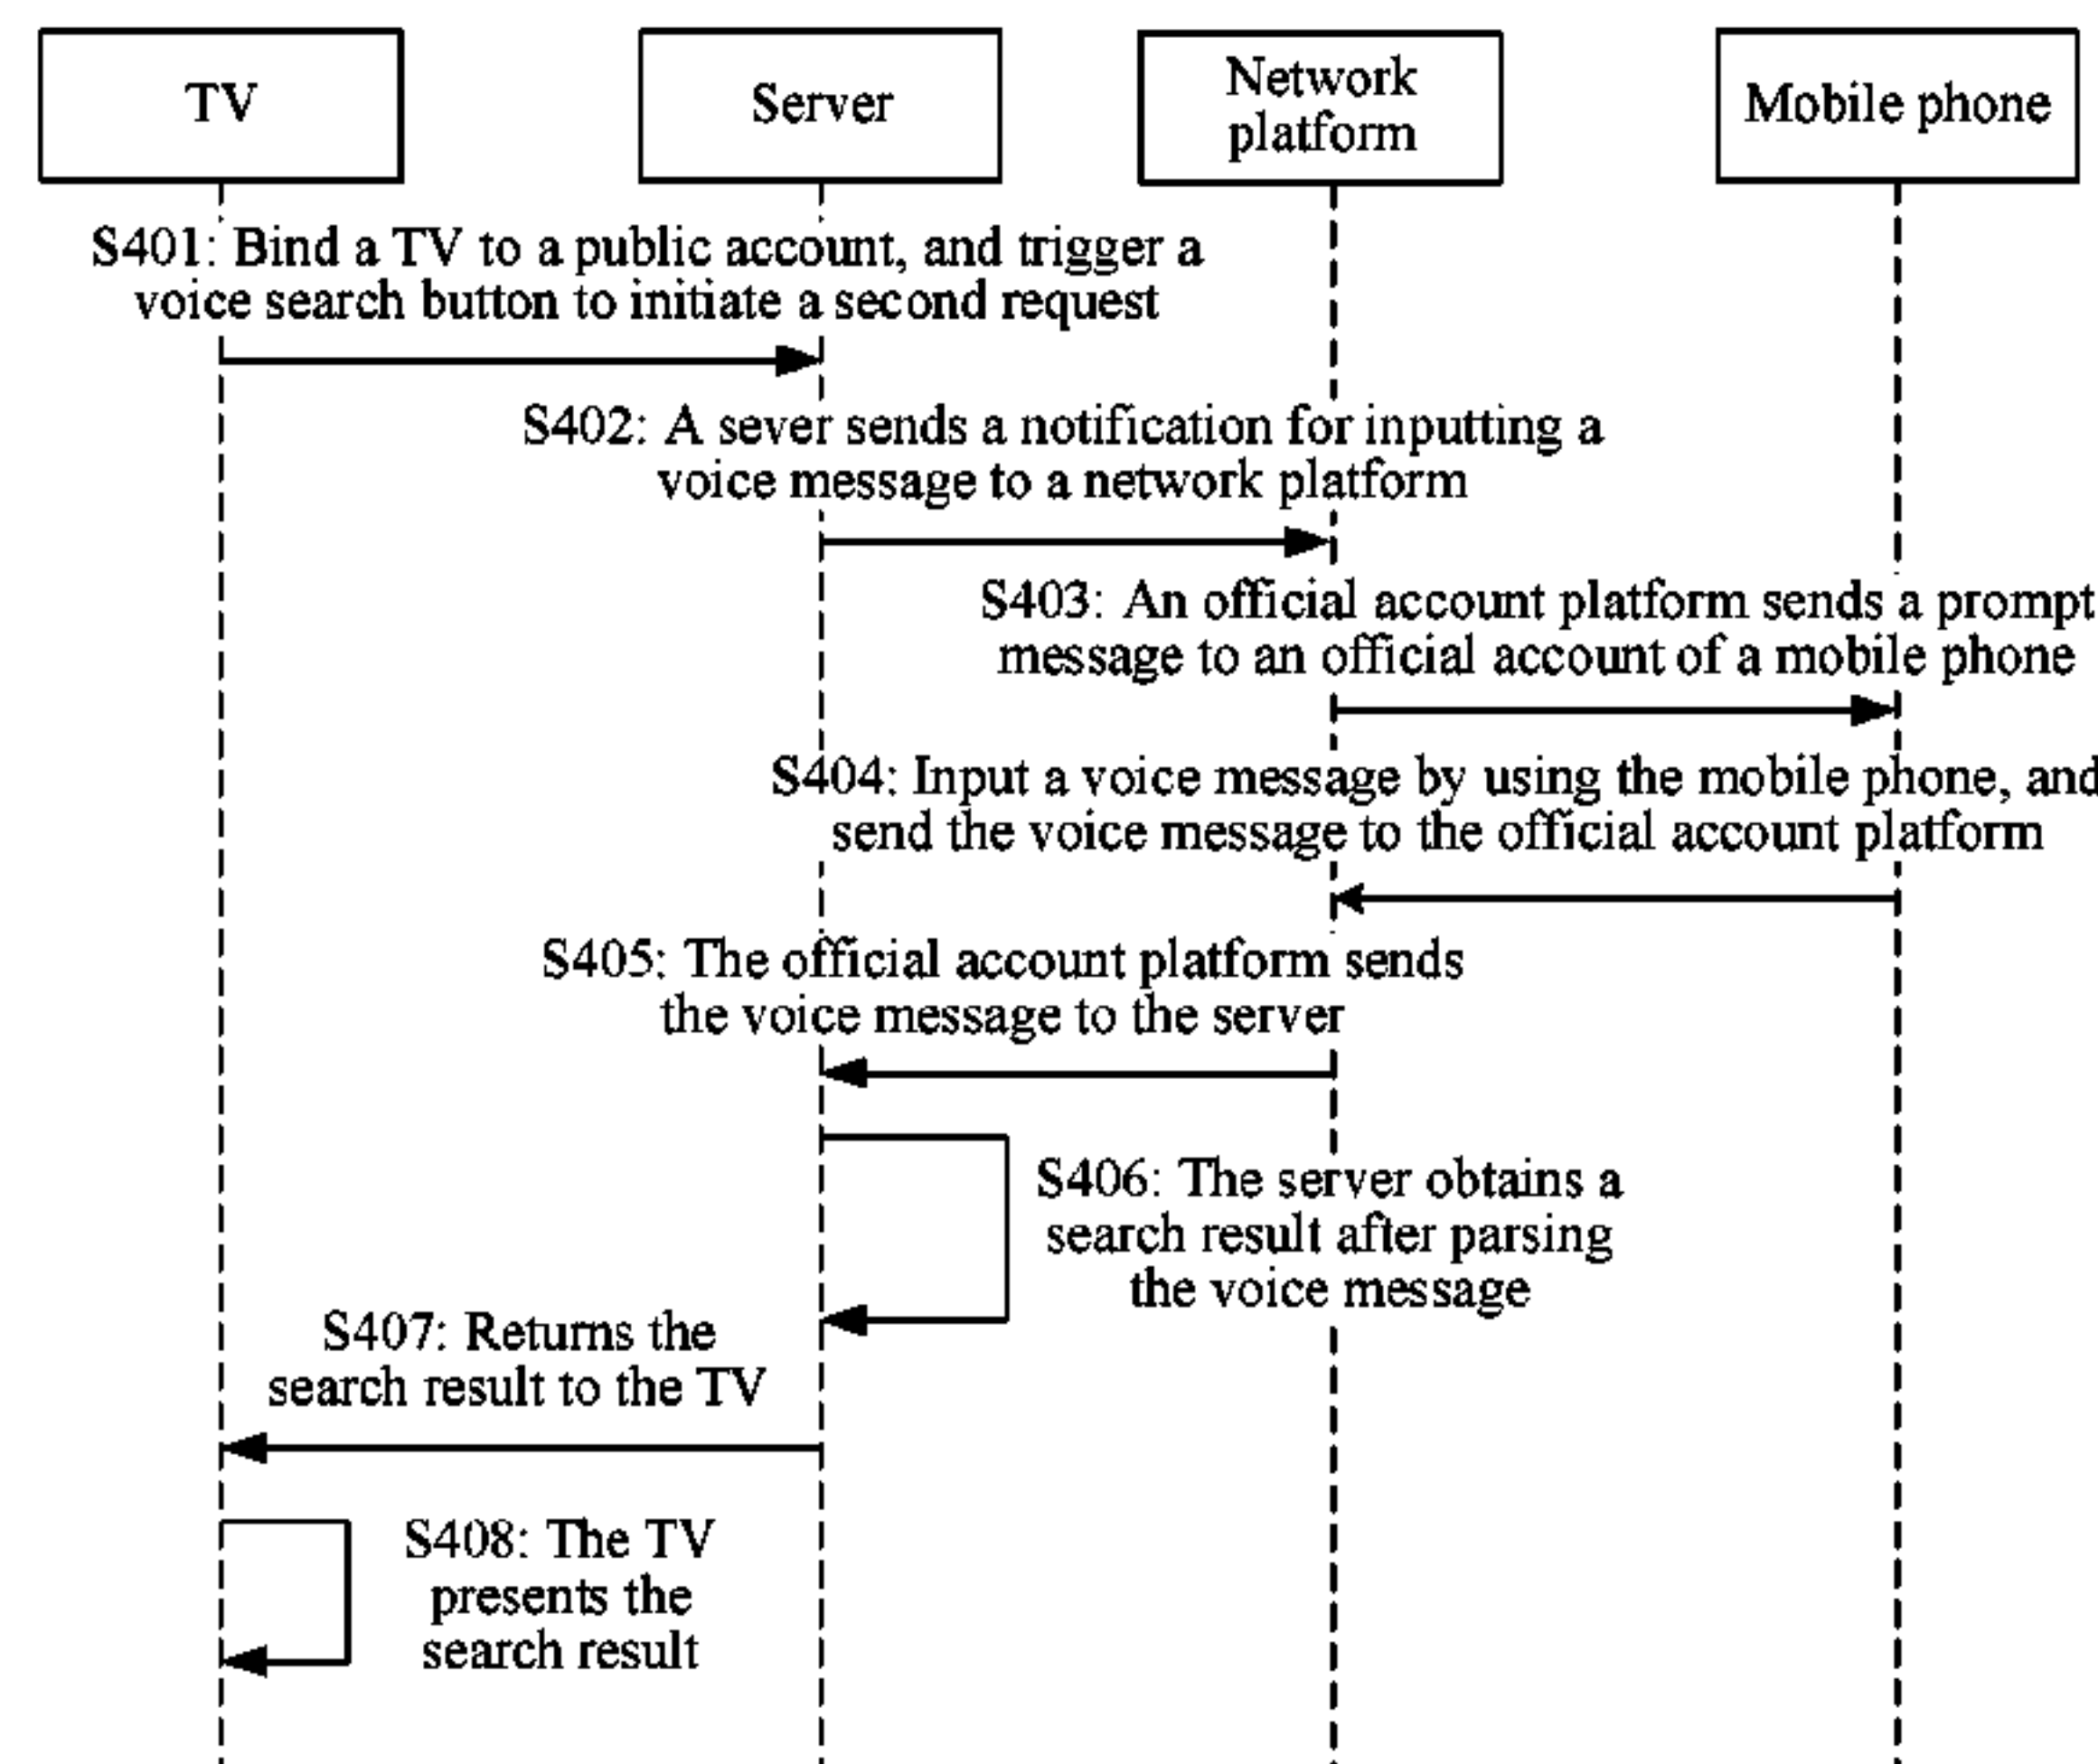 TV
Server
Network
platform
Mobile phone
S401: Bind a TV to a public account, and trigger a
voice search button to initiate a second request
S402: A sever sends a notification for inputting a
voice message to a network platform
S403: An official account platform sends a prompt
message to an official account of a mobile phone
S404: Input a voice message by using the mobile phone, and
send the voice message to the official account platform
S405: The official account platform sends
the voice message to the server
S406: The server obtains a
search result after parsing
the voice message
S407: Returns the
search result to the TV
S408: The TV
presents the
search result